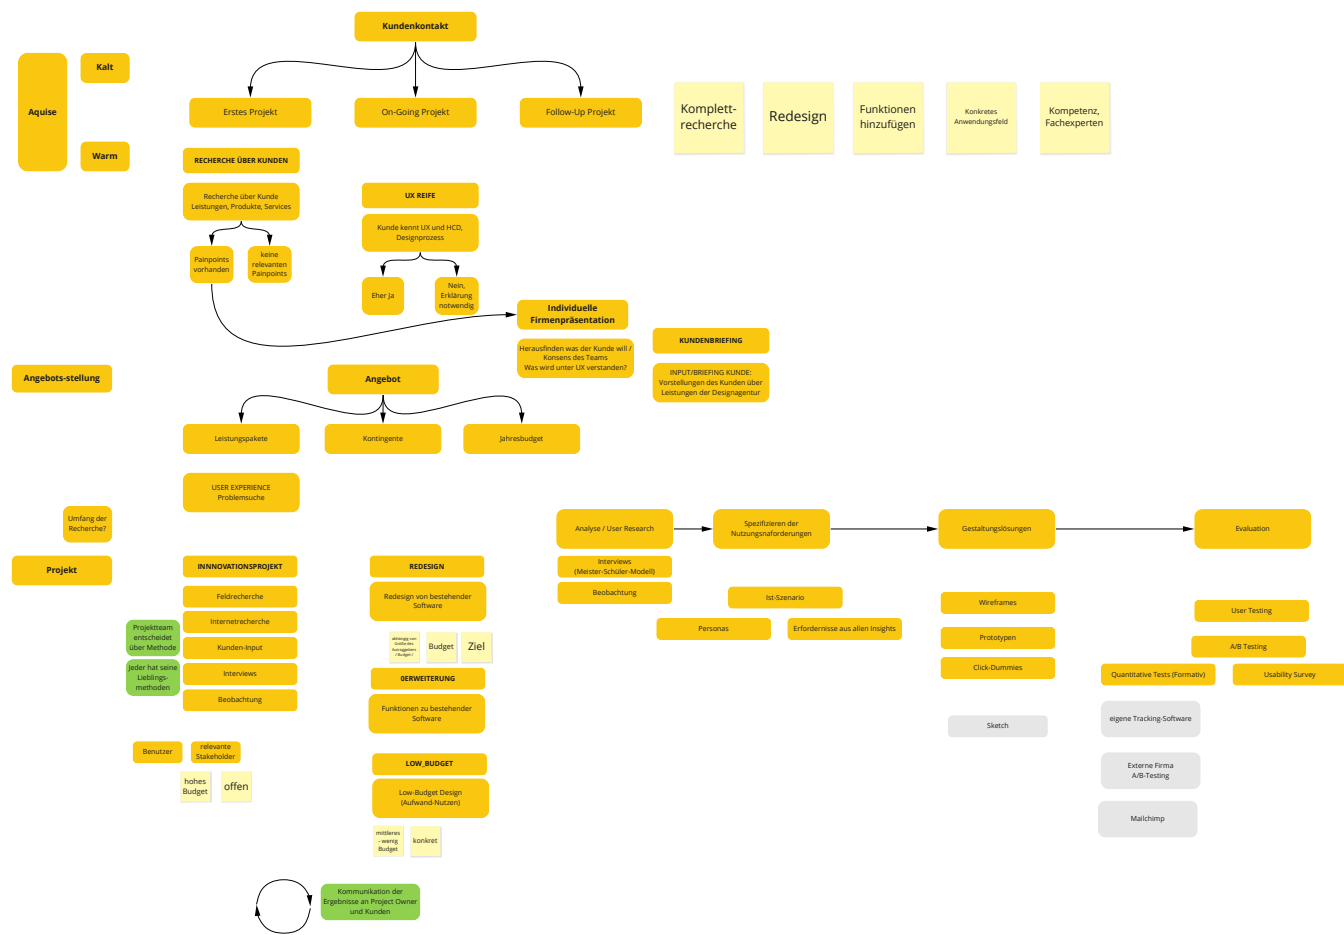 Kundenkontakt
Kalt
Aquise
Warm
Erstes Projekt
On-Going Projekt
Follow-Up Projekt
Komplett-
recherche
Redesign
Funktionen
hinzufügen
Konkretes
Anwendungsfeld
Kompetenz,
Fachexperten
RECHERCHE ÜBER KUNDEN
Recherche über Kunde
Leistungen, Produkte, Services
Painpoints
vorhanden
keine
relevanten
Painpoints
UX REIFE
Kunde kennt UX und HCD,
Designprozess
Eher Ja
Nein,
Erklärung
notwendig
Individuelle
Firmenpräsentation
Herausfinden was der Kunde will /
Konsens des Teams
Was wird unter UX verstanden?
KUNDENBRIEFING
INPUT/BRIEFING KUNDE:
Vorstellungen des Kunden über
Leistungen der Designagentur
Angebots-stellung
Angebot
Leistungspakete
Kontingente
Jahresbudget
USER EXPERIENCE
Problemsuche
Umfang der
Recherche?
Projekt
Analyse / User Research
Spezifizieren der
Nutzungsnaforderungen
Gestaltungslösungen
Evaluation
Interviews
(Meister-Schüler-Modell)
Beobachtung
Ist-Szenario
Personas
Erfordernisse aus allen Insights
Wireframes
Prototypen
Click-Dummies
Sketch
User Testing
A/B Testing
Quantitative Tests (Formativ)
Usability Survey
eigene Tracking-Software
Externe Firma
A/B-Testing
Mailchimp
INNNOVATIONSPROJEKT
Feldrecherche
Internetrecherche
Kunden-Input
Interviews
Beobachtung
Projektteam
entscheidet
über Methode
Jeder hat seine
Lieblings-
methoden
Benutzer
relevante
Stakeholder
hohes
Budget
offen
REDESIGN
Redesign von bestehender
Software
abhängig von
Größe des
Auftraggebers
/ Budget /
Budget
Ziel
0ERWEITERUNG
Funktionen zu bestehender
Software
LOW_BUDGET
Low-Budget Design
(Aufwand-Nutzen)
mittleres
- wenig
Budget
konkret
Kommunikation der
Ergebnisse an Project Owner
und Kunden